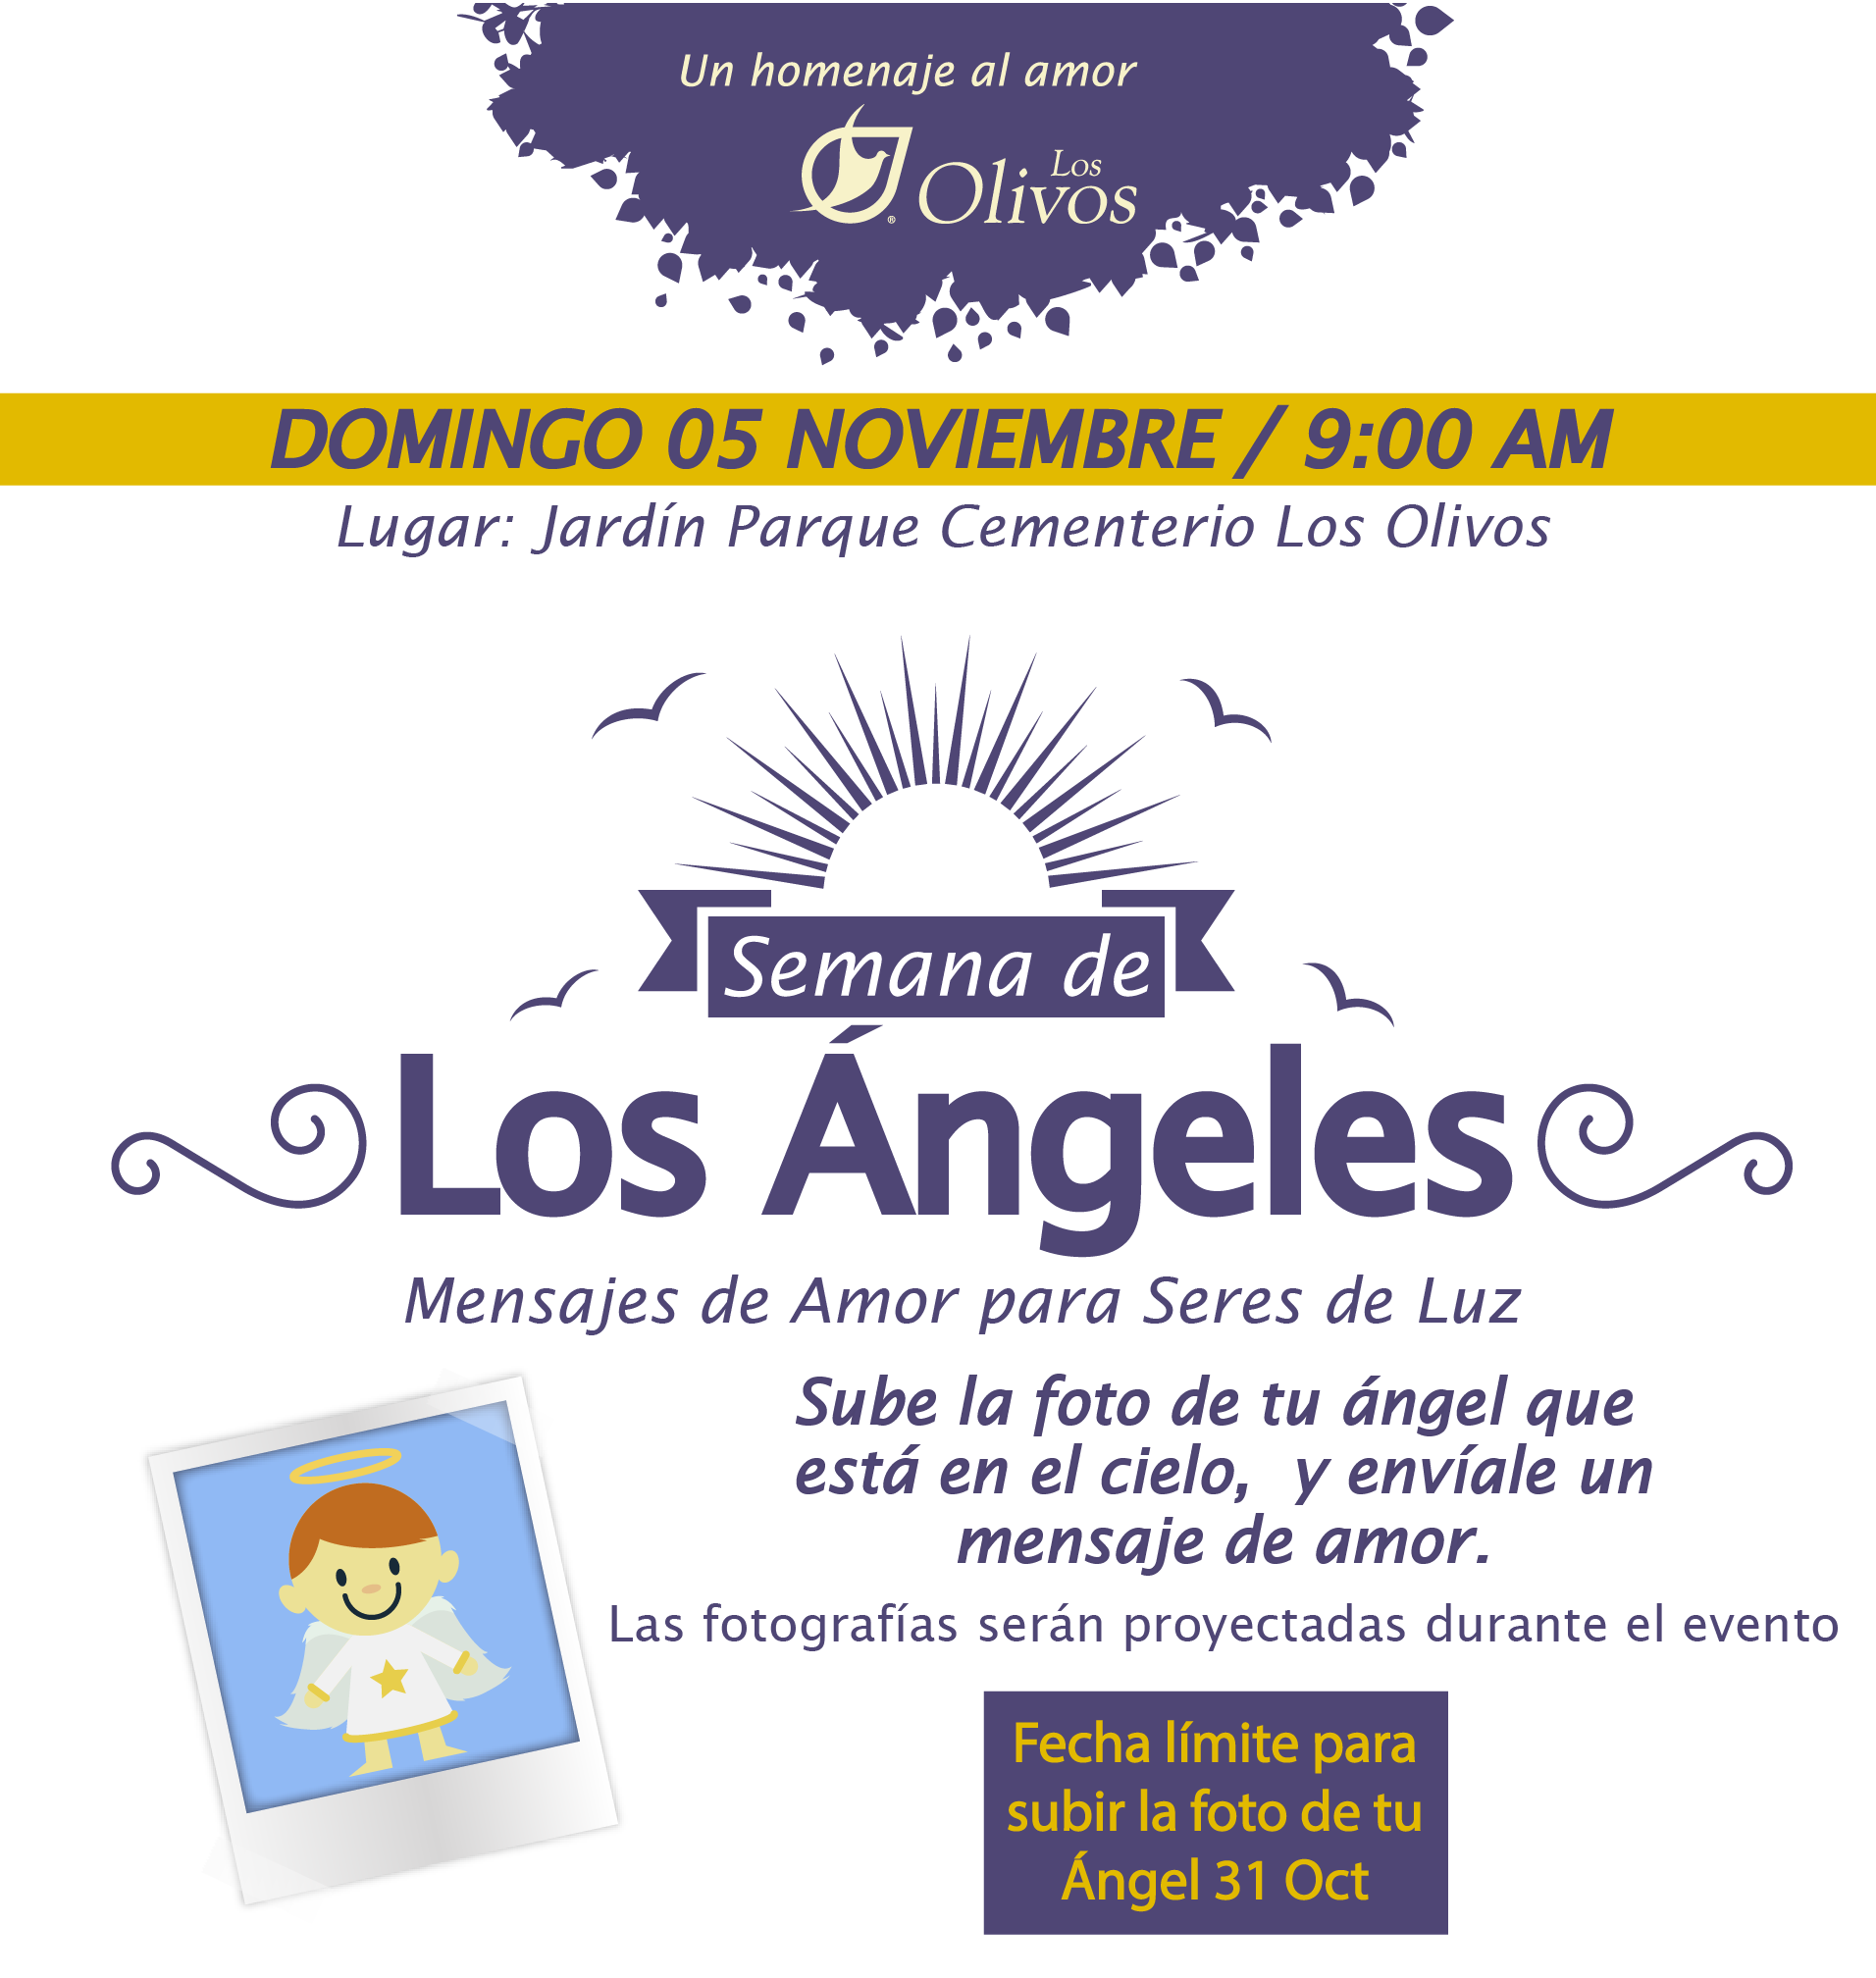 Un homenaje al amor
Los
Olivos
®
DOMINGO 05 NOVIEMBRE / 9:00 AM
Lugar: Jardín Parque Cementerio Los Olivos
Semana de
Los Ángeles
Mensajes de Amor para Seres de Luz
Sube la foto de tu ángel que
está en el cielo, y envíale un
mensaje de amor.
Las fotografías serán proyectadas durante el evento
Fecha límite para
subir la foto de tu
Ángel 31 Oct